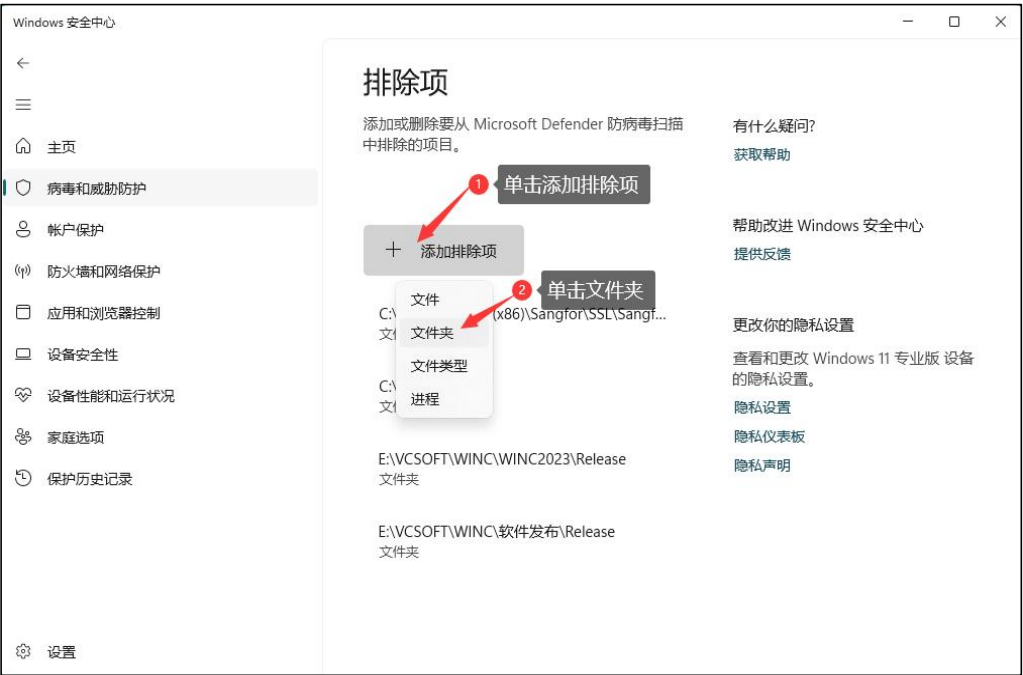 Windows 安全中心
主页
病毒和威胁防护
帐户保护
防火墙和网络保护
应用和浏览器控制
设备安全性
设备性能和运行状况
家庭选项
保护历史记录
设置
排除项
添加或删除要从 Microsoft Defender 防病毒扫描
中排除的项目。
1 单击添加排除项
添加排除项
2 单击文件夹
文件
文件夹
文件类型
进程
C:\ (x86)\Sangfor\SSL\Sangf...
C:\
E:\VCSOFT\WINC\WINC2023\Release
文件夹
E:\VCSOFT\WINC\软件发布\Release
文件夹
有什么疑问?
获取帮助
帮助改进 Windows 安全中心
提供反馈
更改你的隐私设置
查看和更改 Windows 11 专业版 设备
的隐私设置。
隐私设置
隐私仪表板
隐私声明